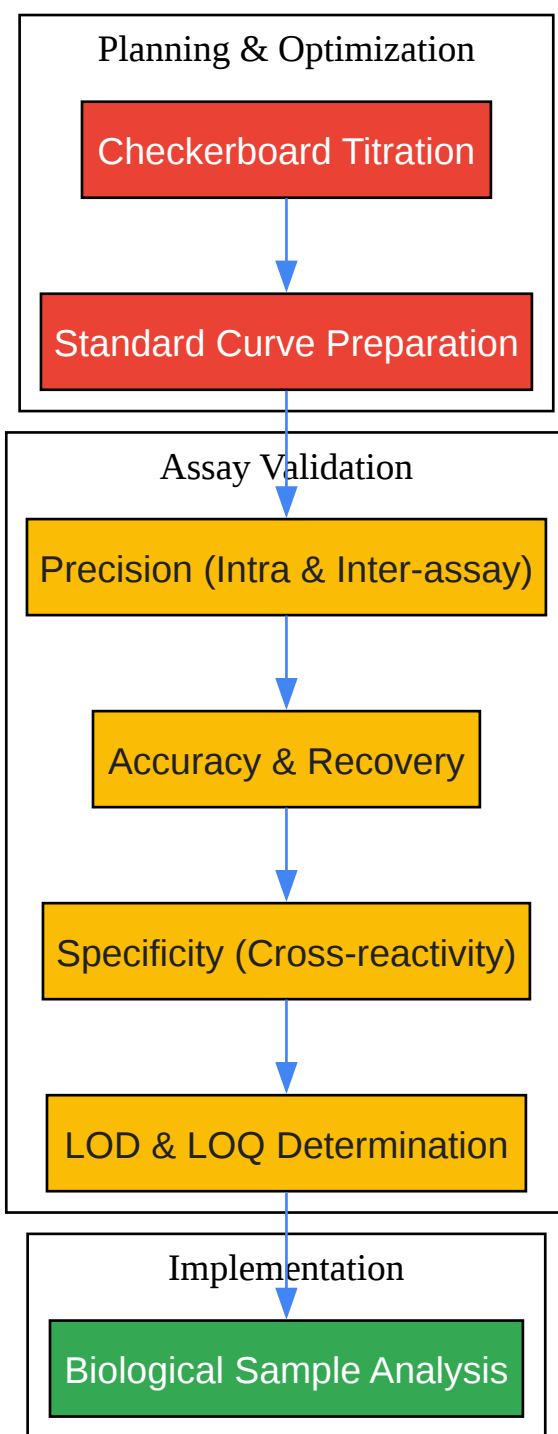 Planning & Optimization
Checkerboard Titration
Standard Curve Preparation
Assay Validation
Precision (Intra & Inter-assay)
Accuracy & Recovery
Specificity (Cross-reactivity)
LOD & LOQ Determination
Implementation
Biological Sample Analysis